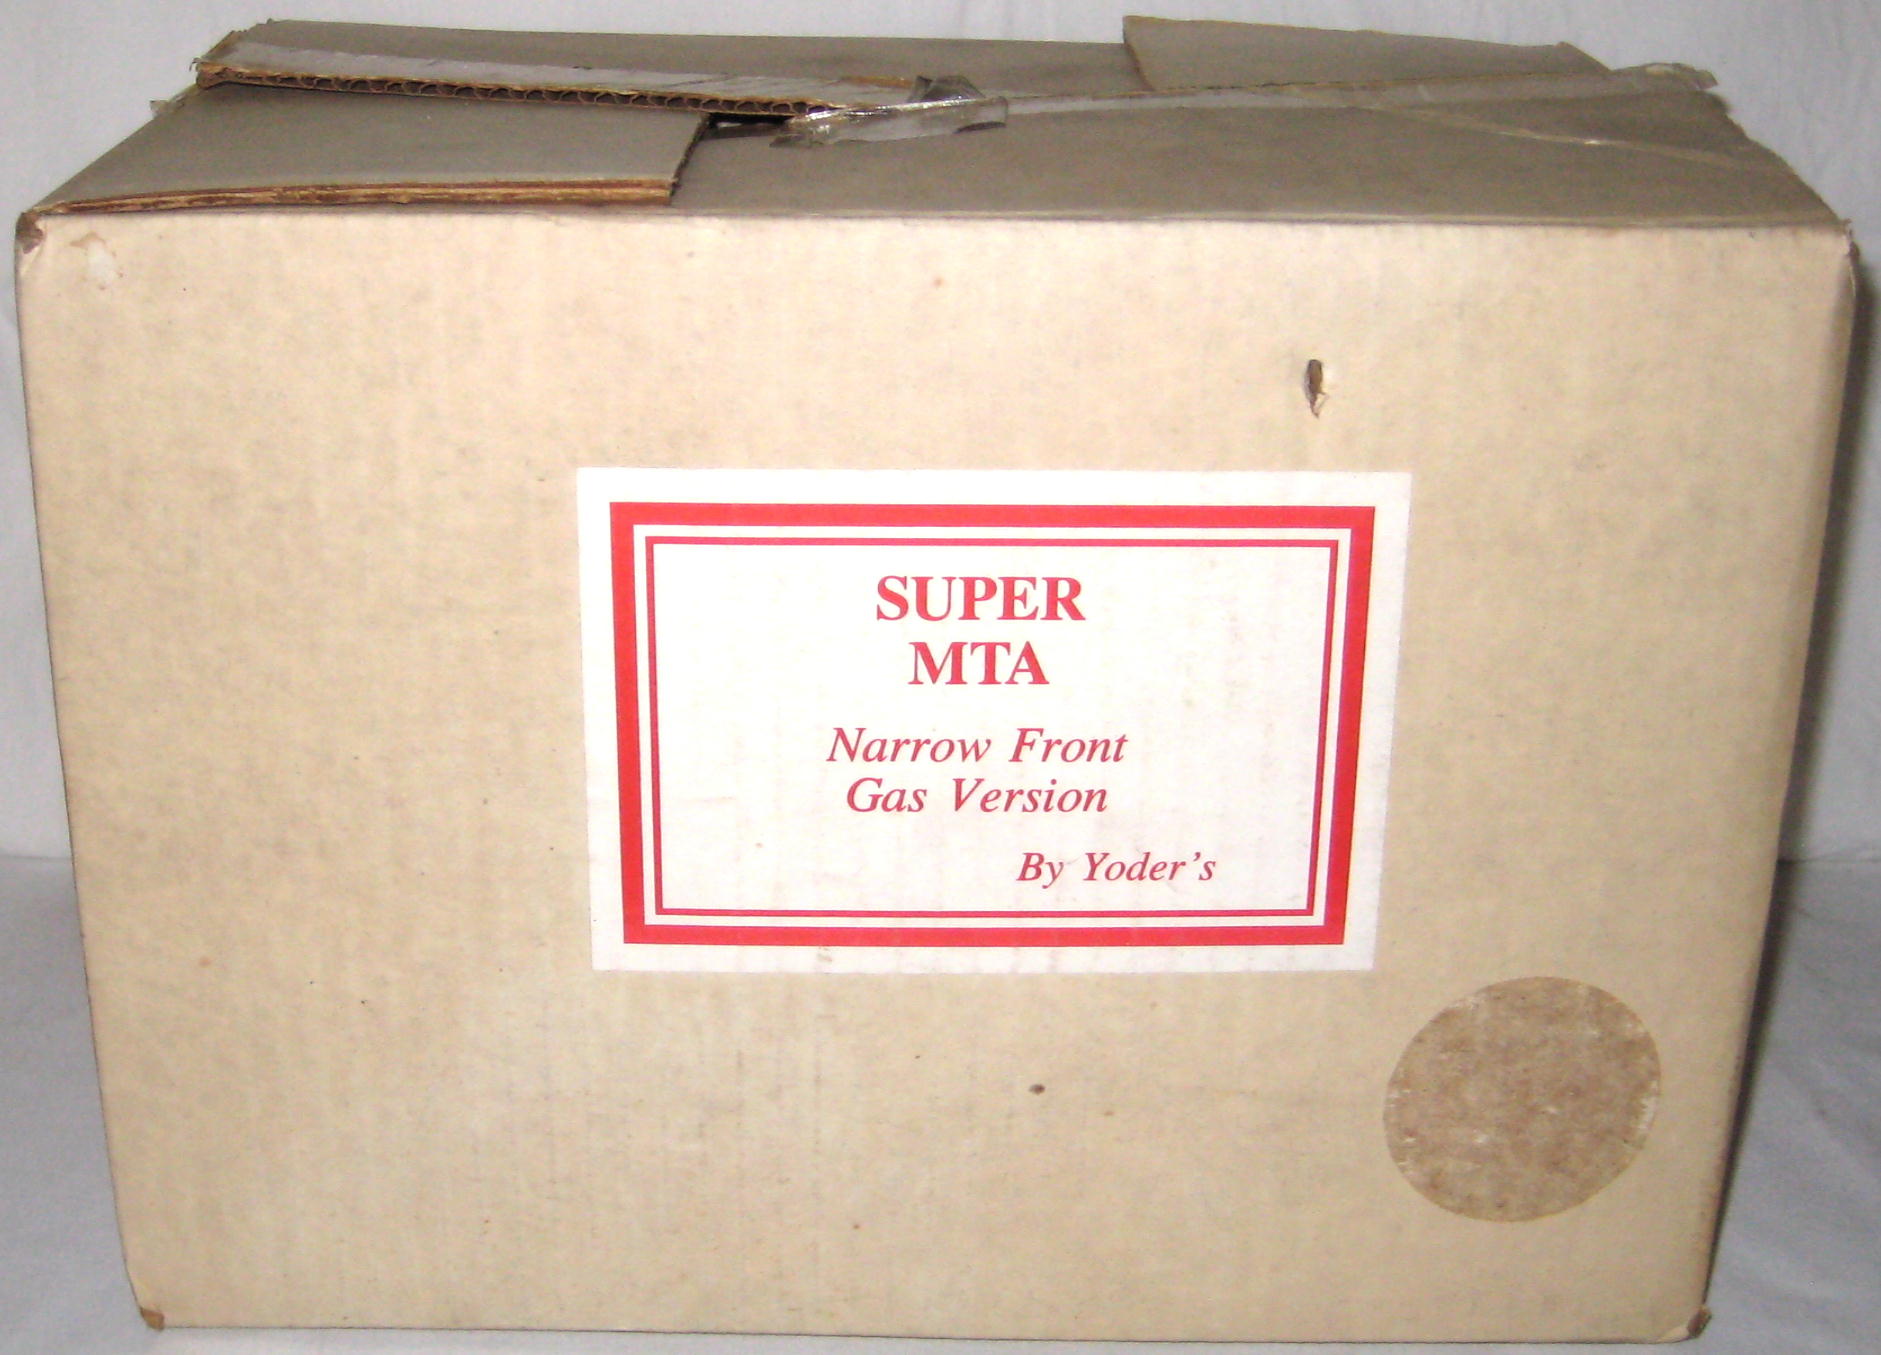 SUPER
MTA
Narrow Front
Gas Version
By Yoder's